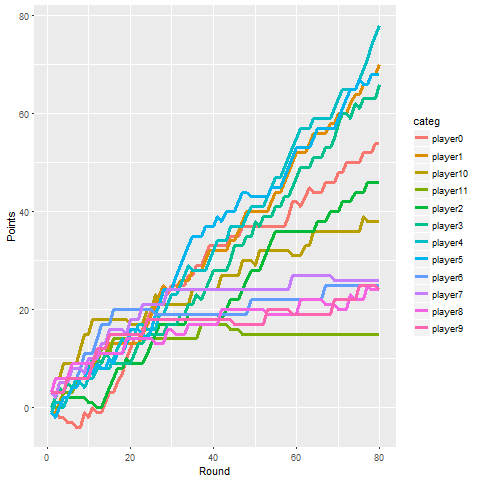 80
60
40
20
0
Points
0
20
40
60
80
Round
categ
player0
player1
player10
player11
player2
player3
player4
player5
player6
player7
player8
player9